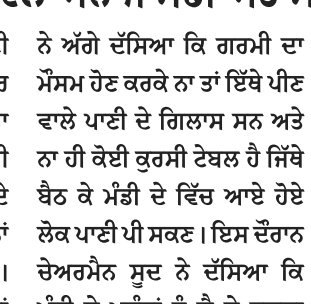 ਨੇ ਅੱਗੇ ਦੱਸਿਆ ਕਿ ਗਰਮੀ ਦਾ
ਮੌਸਮ ਹੋਣ ਕਰਕੇ ਨਾ ਤਾਂ ਇੱਥੇ ਪੀਣ
ਵਾਲੇ ਪਾਣੀ ਦੇ ਗਿਲਾਸ ਸਨ ਅਤੇ
ਨਾ ਹੀ ਕੋਈ ਕੁਰਸੀ ਟੇਬਲ ਹੈ ਜਿੱਥੇ
ਬੈਠ ਕੇ ਮੰਡੀ ਦੇ ਵਿੱਚ ਆਏ ਹੋਏ
ਲੋਕ ਪਾਣੀ ਪੀ ਸਕਣ। ਇਸ ਦੌਰਾਨ
ਚੇਅਰਮੈਨ ਸੂਦ ਨੇ ਦੱਸਿਆ ਕਿ